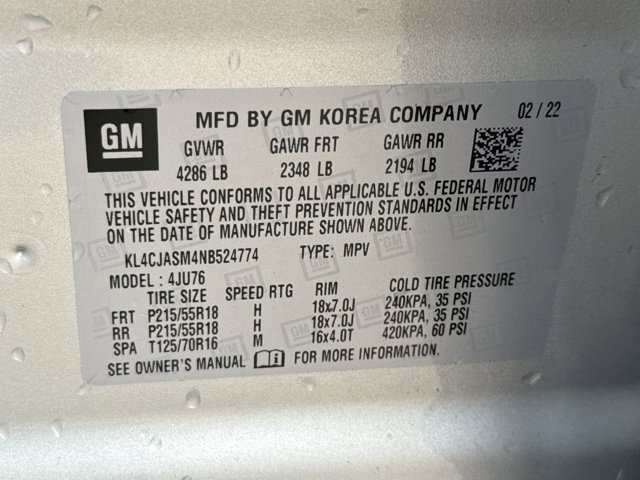 GM MFD BY GM KOREA COMPANY 02 / 22
GVWR GAWR FRT GAWR RR
4286 LB 2348 LB 2194 LB
THIS VEHICLE CONFORMS TO ALL APPLICABLE U.S. FEDERAL MOTOR
VEHICLE SAFETY AND THEFT PREVENTION STANDARDS IN EFFECT
ON THE DATE OF MANUFACTURE SHOWN ABOVE.
KL4CJASM4NB524774 TYPE: MPV
MODEL : 4JU76
TIRE SIZE SPEED RTG RIM COLD TIRE PRESSURE
FRT P215/55R18 H 18x7.0J 240KPA, 35 PSI
RR P215/55R18 H 18x7.0J 240KPA, 35 PSI
SPA T125/70R16 M 16x4.0T 420KPA, 60 PSI
SEE OWNER'S MANUAL FOR MORE INFORMATION.